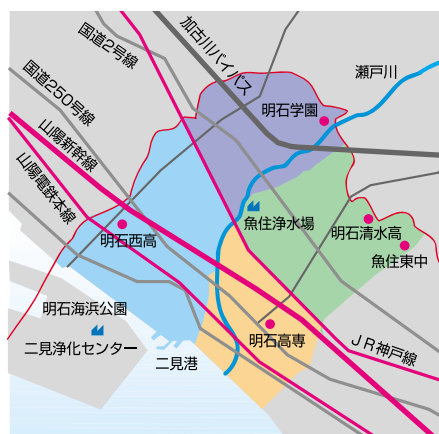 国道2号線
加古川バイパス
瀬戸川
国道250号線
明石学園
山陽新幹線
山陽電鉄本線
魚住浄水場
明石清水高
明石西高
魚住東中
明石海浜公園
二見浄化センター
二見港
明石高専
JR神戸線